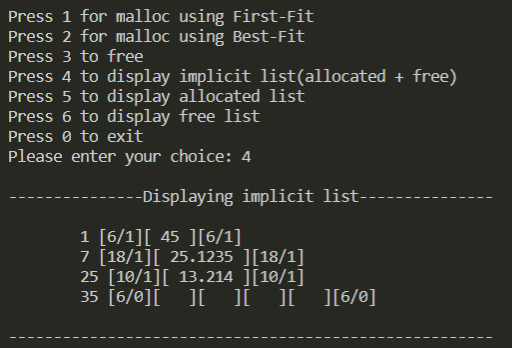 Press 1 for malloc using First-Fit
Press 2 for malloc using Best-Fit
Press 3 to free
Press 4 to display implicit list(allocated + free)
Press 5 to display allocated list
Press 6 to display free list
Press 0 to exit
Please enter your choice: 4
---------------Displaying implicit list---------------
1 [6/1][ 45 ][6/1]
7 [18/1][ 25.1235 ][18/1]
25 [10/1][ 13.214 ][10/1]
35 [6/0][   ][   ][   ][   ][6/0]
------------------------------------------------------